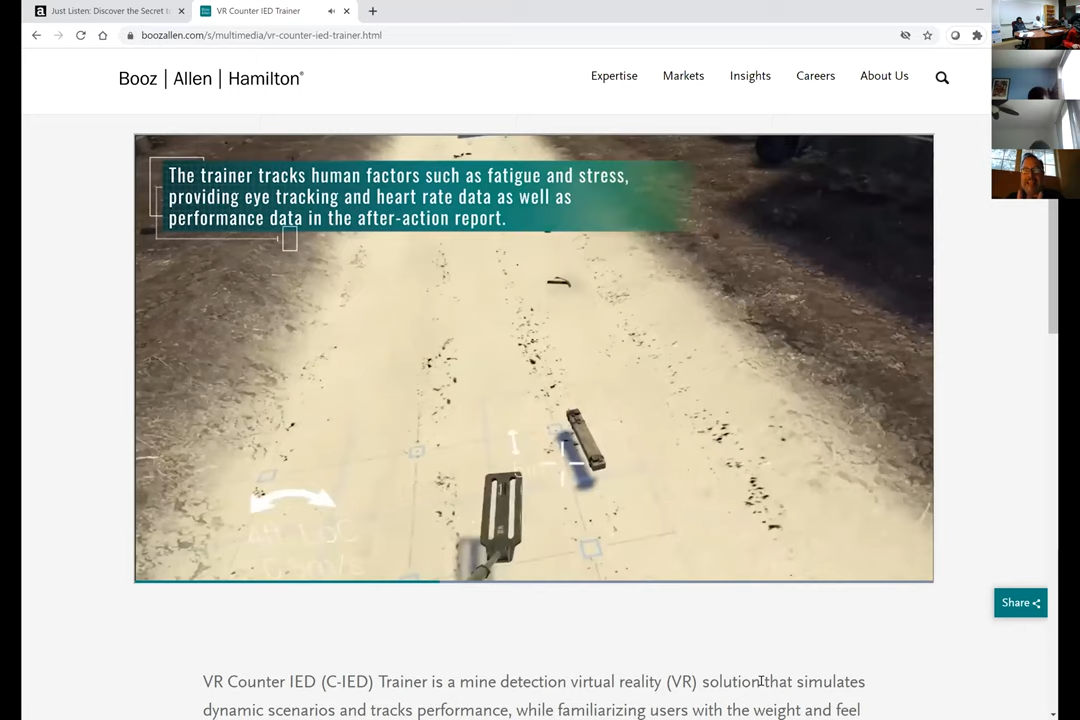 Just Listen: Discover the Secret t
VR Counter IED Trainer
boozallen.com/s/multimedia/vr-counter-ied-trainer.html
Booz | Allen | Hamilton®
Expertise
Markets
Insights
Careers
About Us
The trainer tracks human factors such as fatigue and stress,
providing eye tracking and heart rate data as well as
performance data in the after-action report.
Share
VR Counter IED (C-IED) Trainer is a mine detection virtual reality (VR) solution that simulates
dynamic scenarios and tracks performance, while familiarizing users with the weight and feel